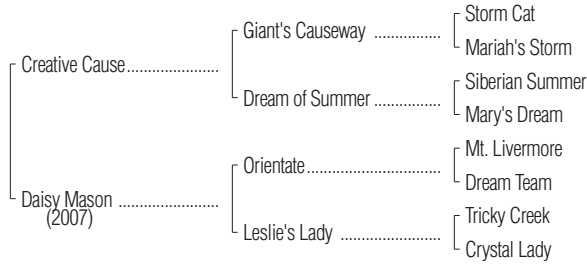 Storm Cat
Giant's Causeway ..................
Mariah's Storm
Creative Cause .....................
Siberian Summer
Dream of Summer ..................
Mary's Dream
Mt. Livermore
Orientate ..............................
Dream Team
Daisy Mason .......................
(2007)
Tricky Creek
Leslie's Lady .......................
Crystal Lady